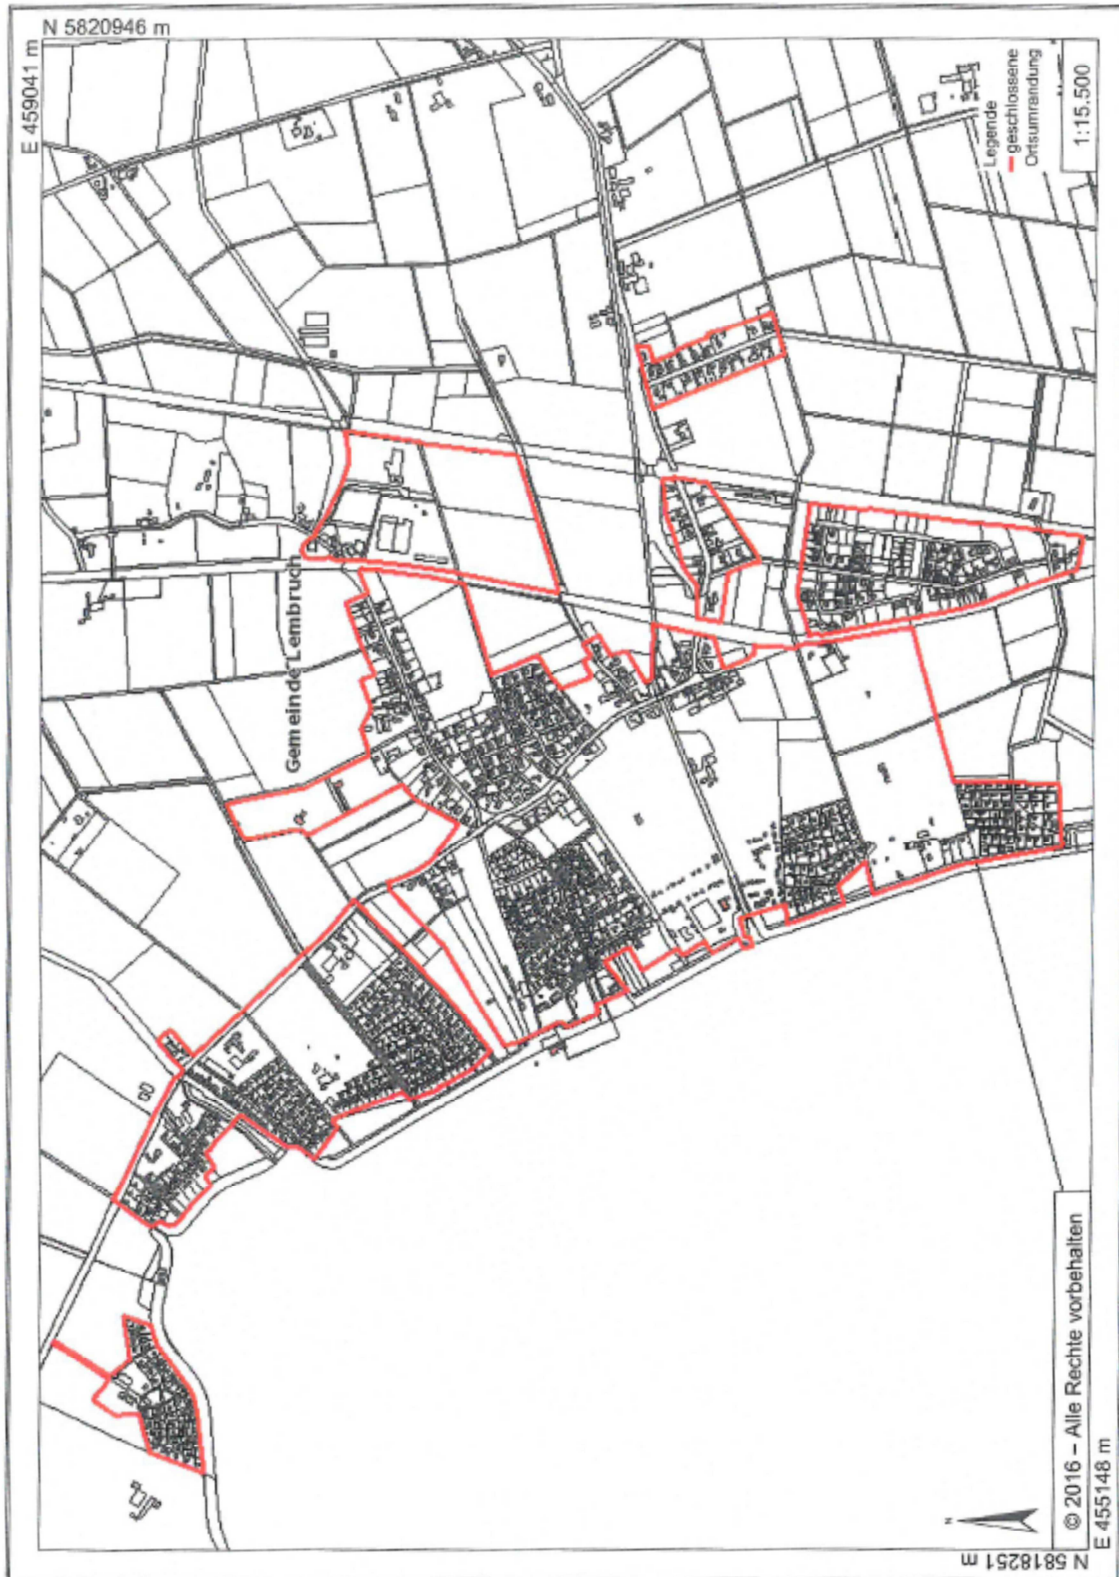 N 5820946 m
E 459041 m
Gemeinde Lembruch
Legende
geschlossene
Ortsumrandung
1:15.500
N
© 2016 – Alle Rechte vorbehalten
E 455148 m
N 5818251 m